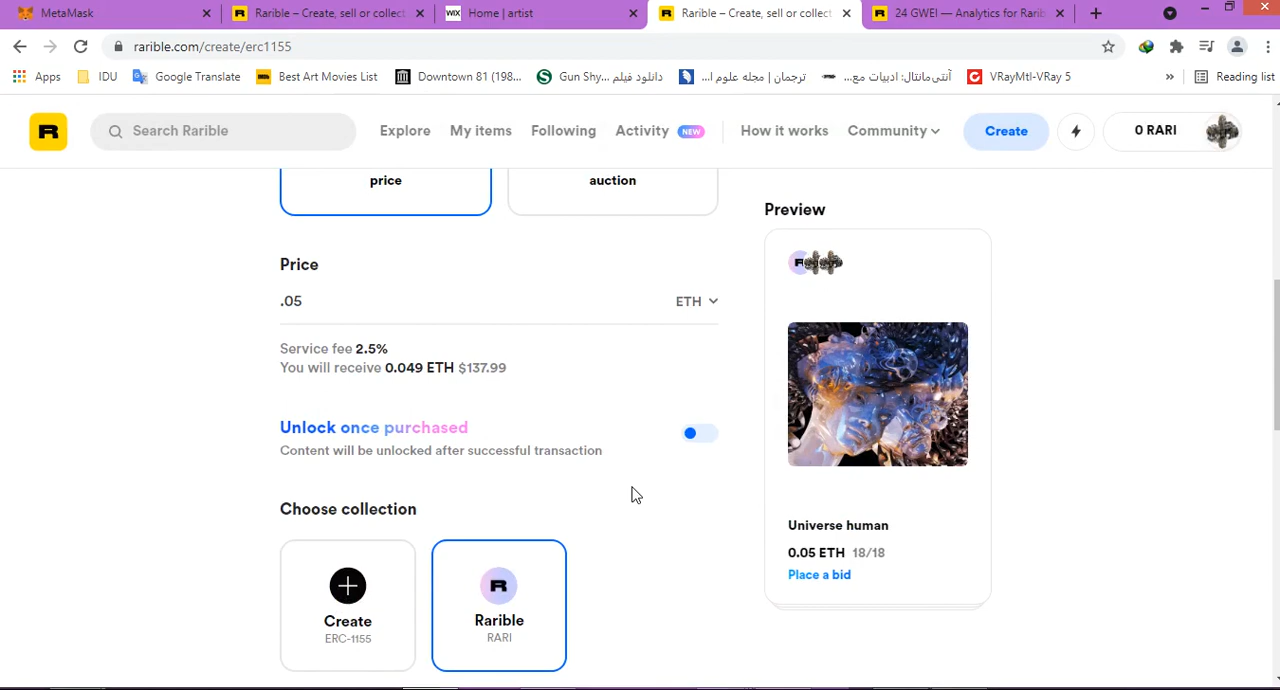 MetaMask
Rarible – Create, sell or collect
WIX Home | artist
Rarible – Create, sell or collect
24 GWEI — Analytics for Rarib
rarible.com/create/erc1155
Apps
IDU
Google Translate
Best Art Movies List
Downtown 81 (198...
Gun Shy... دانلود فیلم
ترجمان | مجله علوم ا...
آنتی‌مانتال: ادبیات مع...
VRayMtl-VRay 5
»
Reading list
R
Search Rarible
Explore
My items
Following
Activity NEW
How it works
Community
Create
0 RARI
price
auction
Preview
Price
.05
ETH
Service fee 2.5%
You will receive 0.049 ETH $137.99
Unlock once purchased
Content will be unlocked after successful transaction
Choose collection
Create
ERC-1155
R
Rarible
RARI
Universe human
0.05 ETH 18/18
Place a bid